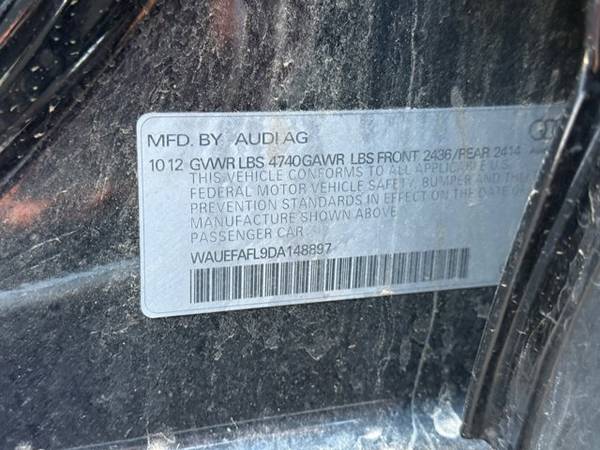 MFD. BY AUDI AG
10 12 GVWR LBS 4740 GAWR LBS FRONT 2436/REAR 2414
THIS VEHICLE CONFORMS TO ALL APPLICABLE U.S.
FEDERAL MOTOR VEHICLE SAFETY, BUMPER AND THEFT
PREVENTION STANDARDS IN EFFECT ON THE DATE OF
MANUFACTURE SHOWN ABOVE
PASSENGER CAR
WAUEFAFL9DA148897